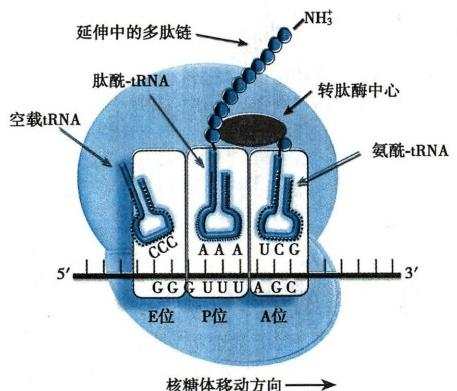 NH₃⁺
延伸中的多肽链
肽酰-tRNA
转肽酶中心
空载tRNA
氨酰-tRNA
CCC AAA UCG
5′ 3′
GGGUUUAGC
E位 P位 A位
核糖体移动方向